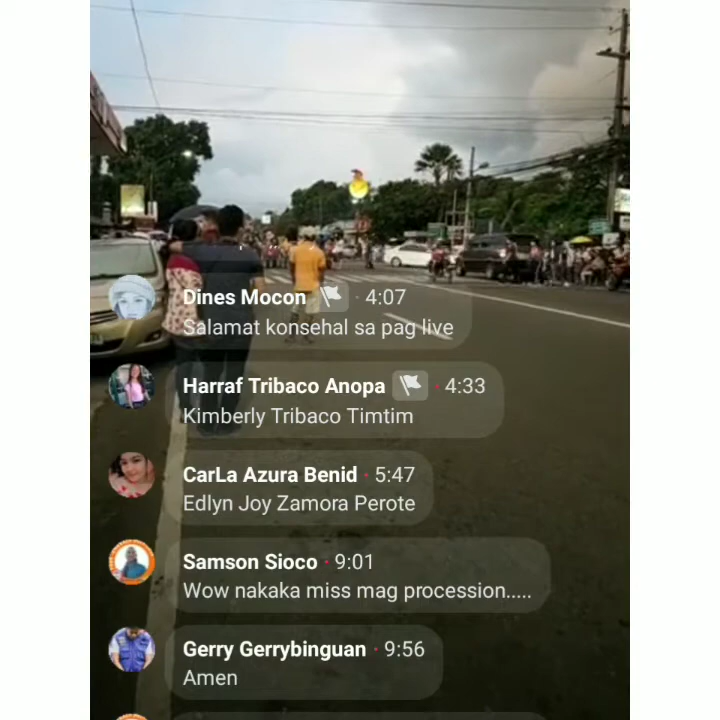 Dines Mocon · 4:07
Salamat konsehal sa pag live
Harraf Tribaco Anopa · 4:33
Kimberly Tribaco Timtim
CarLa Azura Benid · 5:47
Edlyn Joy Zamora Perote
Samson Sioco · 9:01
Wow nakaka miss mag procession.....
Gerry Gerrybinguan · 9:56
Amen